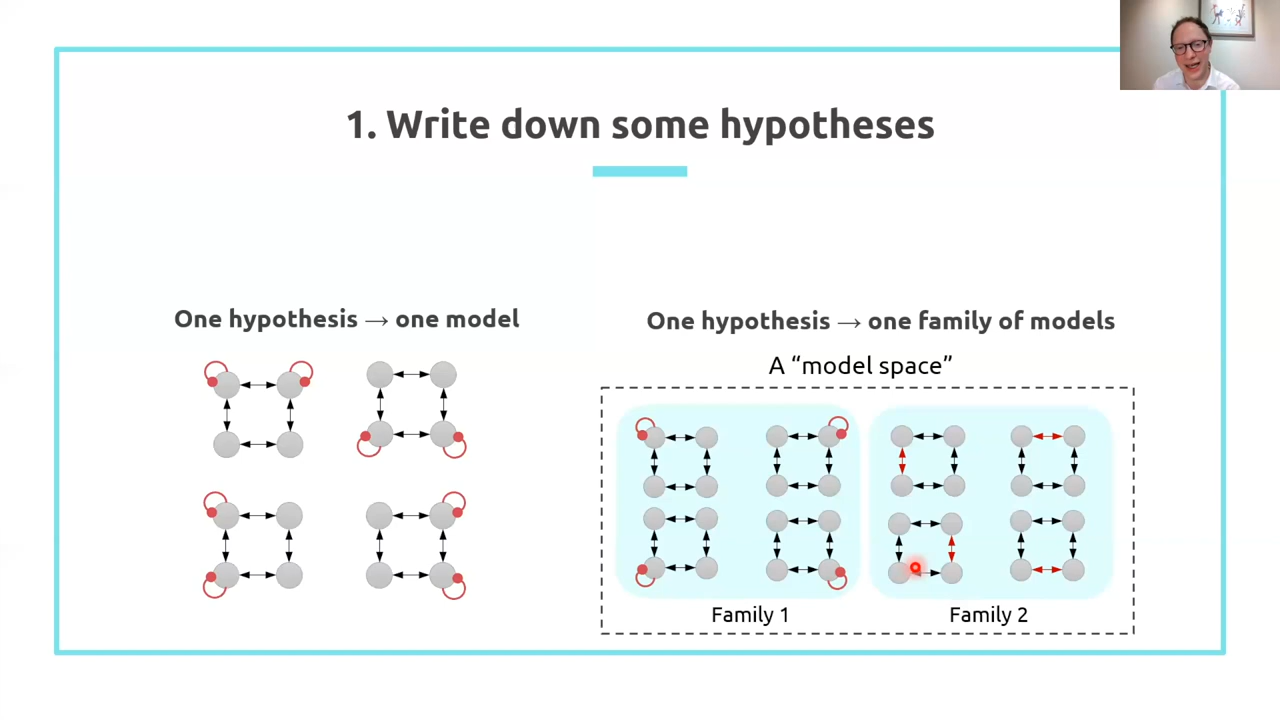 1. Write down some hypotheses
One hypothesis → one model
One hypothesis → one family of models
A “model space”
Family 1
Family 2